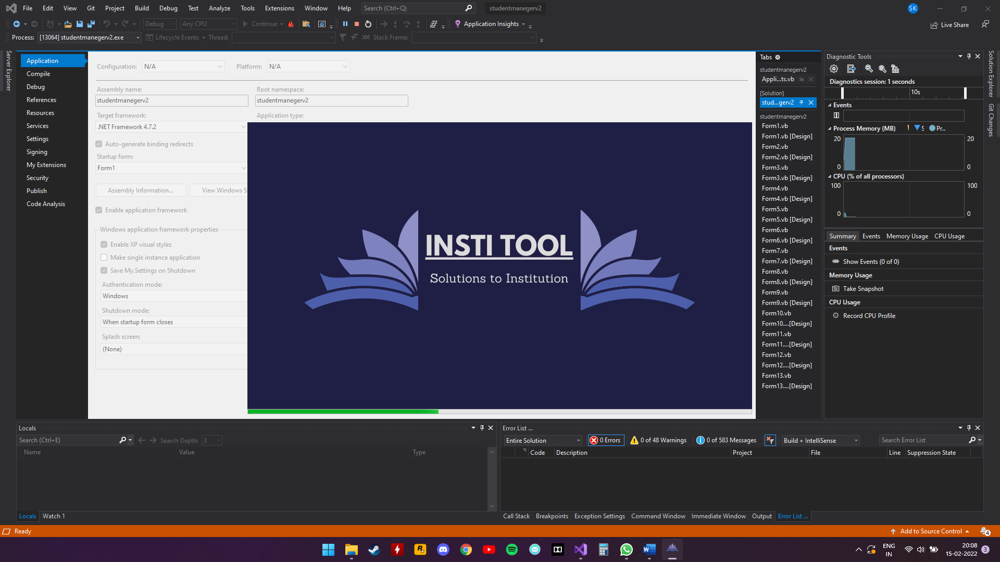 File Edit View Git Project Build Debug Test Analyze Tools Extensions Window Help Search (Ctrl+Q) studentmanegerv2 SK
Debug Any CPU Continue Application Insights Live Share
Process: [13064] studentmanegerv2.exe Lifecycle Events Thread: Stack Frame:
Server Explorer
Application
Compile
Debug
References
Resources
Services
Settings
Signing
My Extensions
Security
Publish
Code Analysis
Configuration: N/A Platform: N/A
Assembly name: Root namespace:
studentmanegerv2 studentmanegerv2
Target framework: Application type:
.NET Framework 4.7.2
Auto-generate binding redirects
Startup form:
Form1
Assembly Information... View Windows S
Enable application framework
Windows application framework properties
Enable XP visual styles
Make single instance application
Save My.Settings on Shutdown
Authentication mode:
Windows
Shutdown mode:
When startup form closes
Splash screen:
(None)
INSTI TOOL
Solutions to Institution
Tabs
studentmanegerv2
Appli...ts.vb
[Solution]
stud...gerv2
studentmanegerv2
Form1.vb
Form1.vb [Design]
Form2.vb
Form2.vb [Design]
Form3.vb
Form3.vb [Design]
Form4.vb
Form4.vb [Design]
Form5.vb
Form5.vb [Design]
Form6.vb
Form6.vb [Design]
Form7.vb
Form7.vb [Design]
Form8.vb
Form8.vb [Design]
Form9.vb
Form9.vb [Design]
Form10.vb
Form10....[Design]
Form11.vb
Form11....[Design]
Form12.vb
Form12....[Design]
Form13.vb
Form13....[Design]
Diagnostic Tools
Diagnostics session: 1 seconds
10s
Events
Process Memory (MB) S Pr...
20 20
0 0
CPU (% of all processors)
100 100
0 0
Summary Events Memory Usage CPU Usage
Events
Show Events (0 of 0)
Memory Usage
Take Snapshot
CPU Usage
Record CPU Profile
Solution Explorer
Git Changes
Locals
Search (Ctrl+E) Search Depth: 3
Name Value Type
Locals Watch 1
Error List ...
Entire Solution 0 Errors 0 of 48 Warnings 0 of 583 Messages Build + IntelliSense Search Error List
Code Description Project File Line Suppression State
Call Stack Breakpoints Exception Settings Command Window Immediate Window Output Error List ...
Ready Add to Source Control 4
ENG
IN
20:08
15-02-2022
3